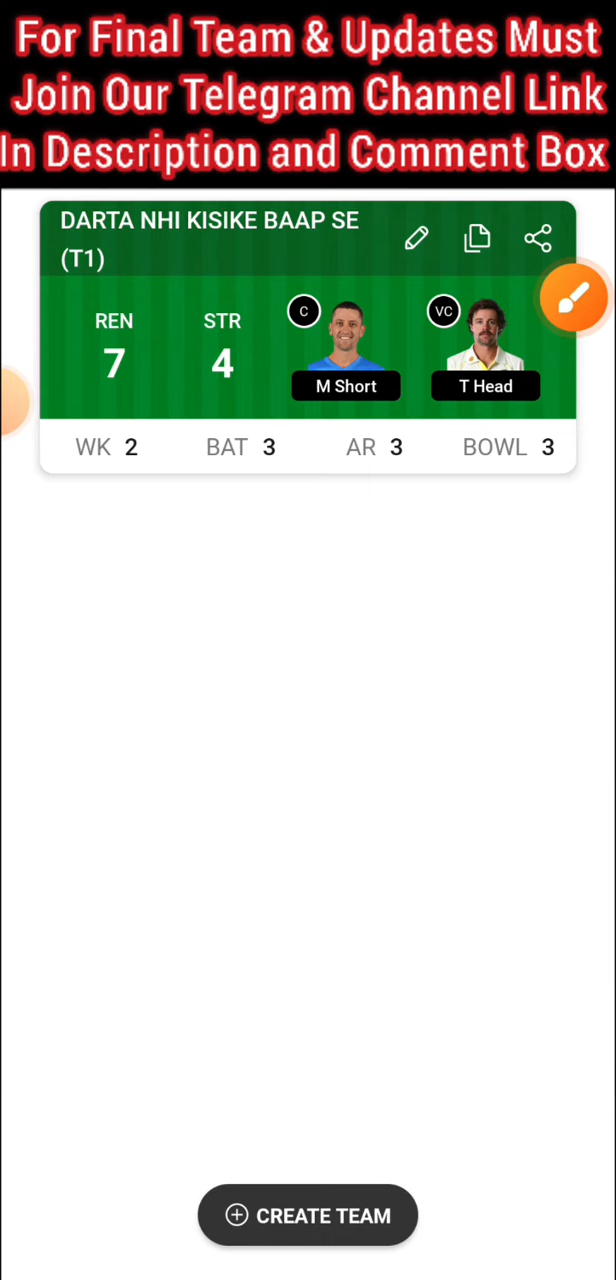 For Final Team & Updates Must
Join Our Telegram Channel Link
In Description and Comment Box
DARTA NHI KISIKE BAAP SE
(T1)
REN
7
STR
4
C
M Short
VC
T Head
WK 2
BAT 3
AR 3
BOWL 3
CREATE TEAM